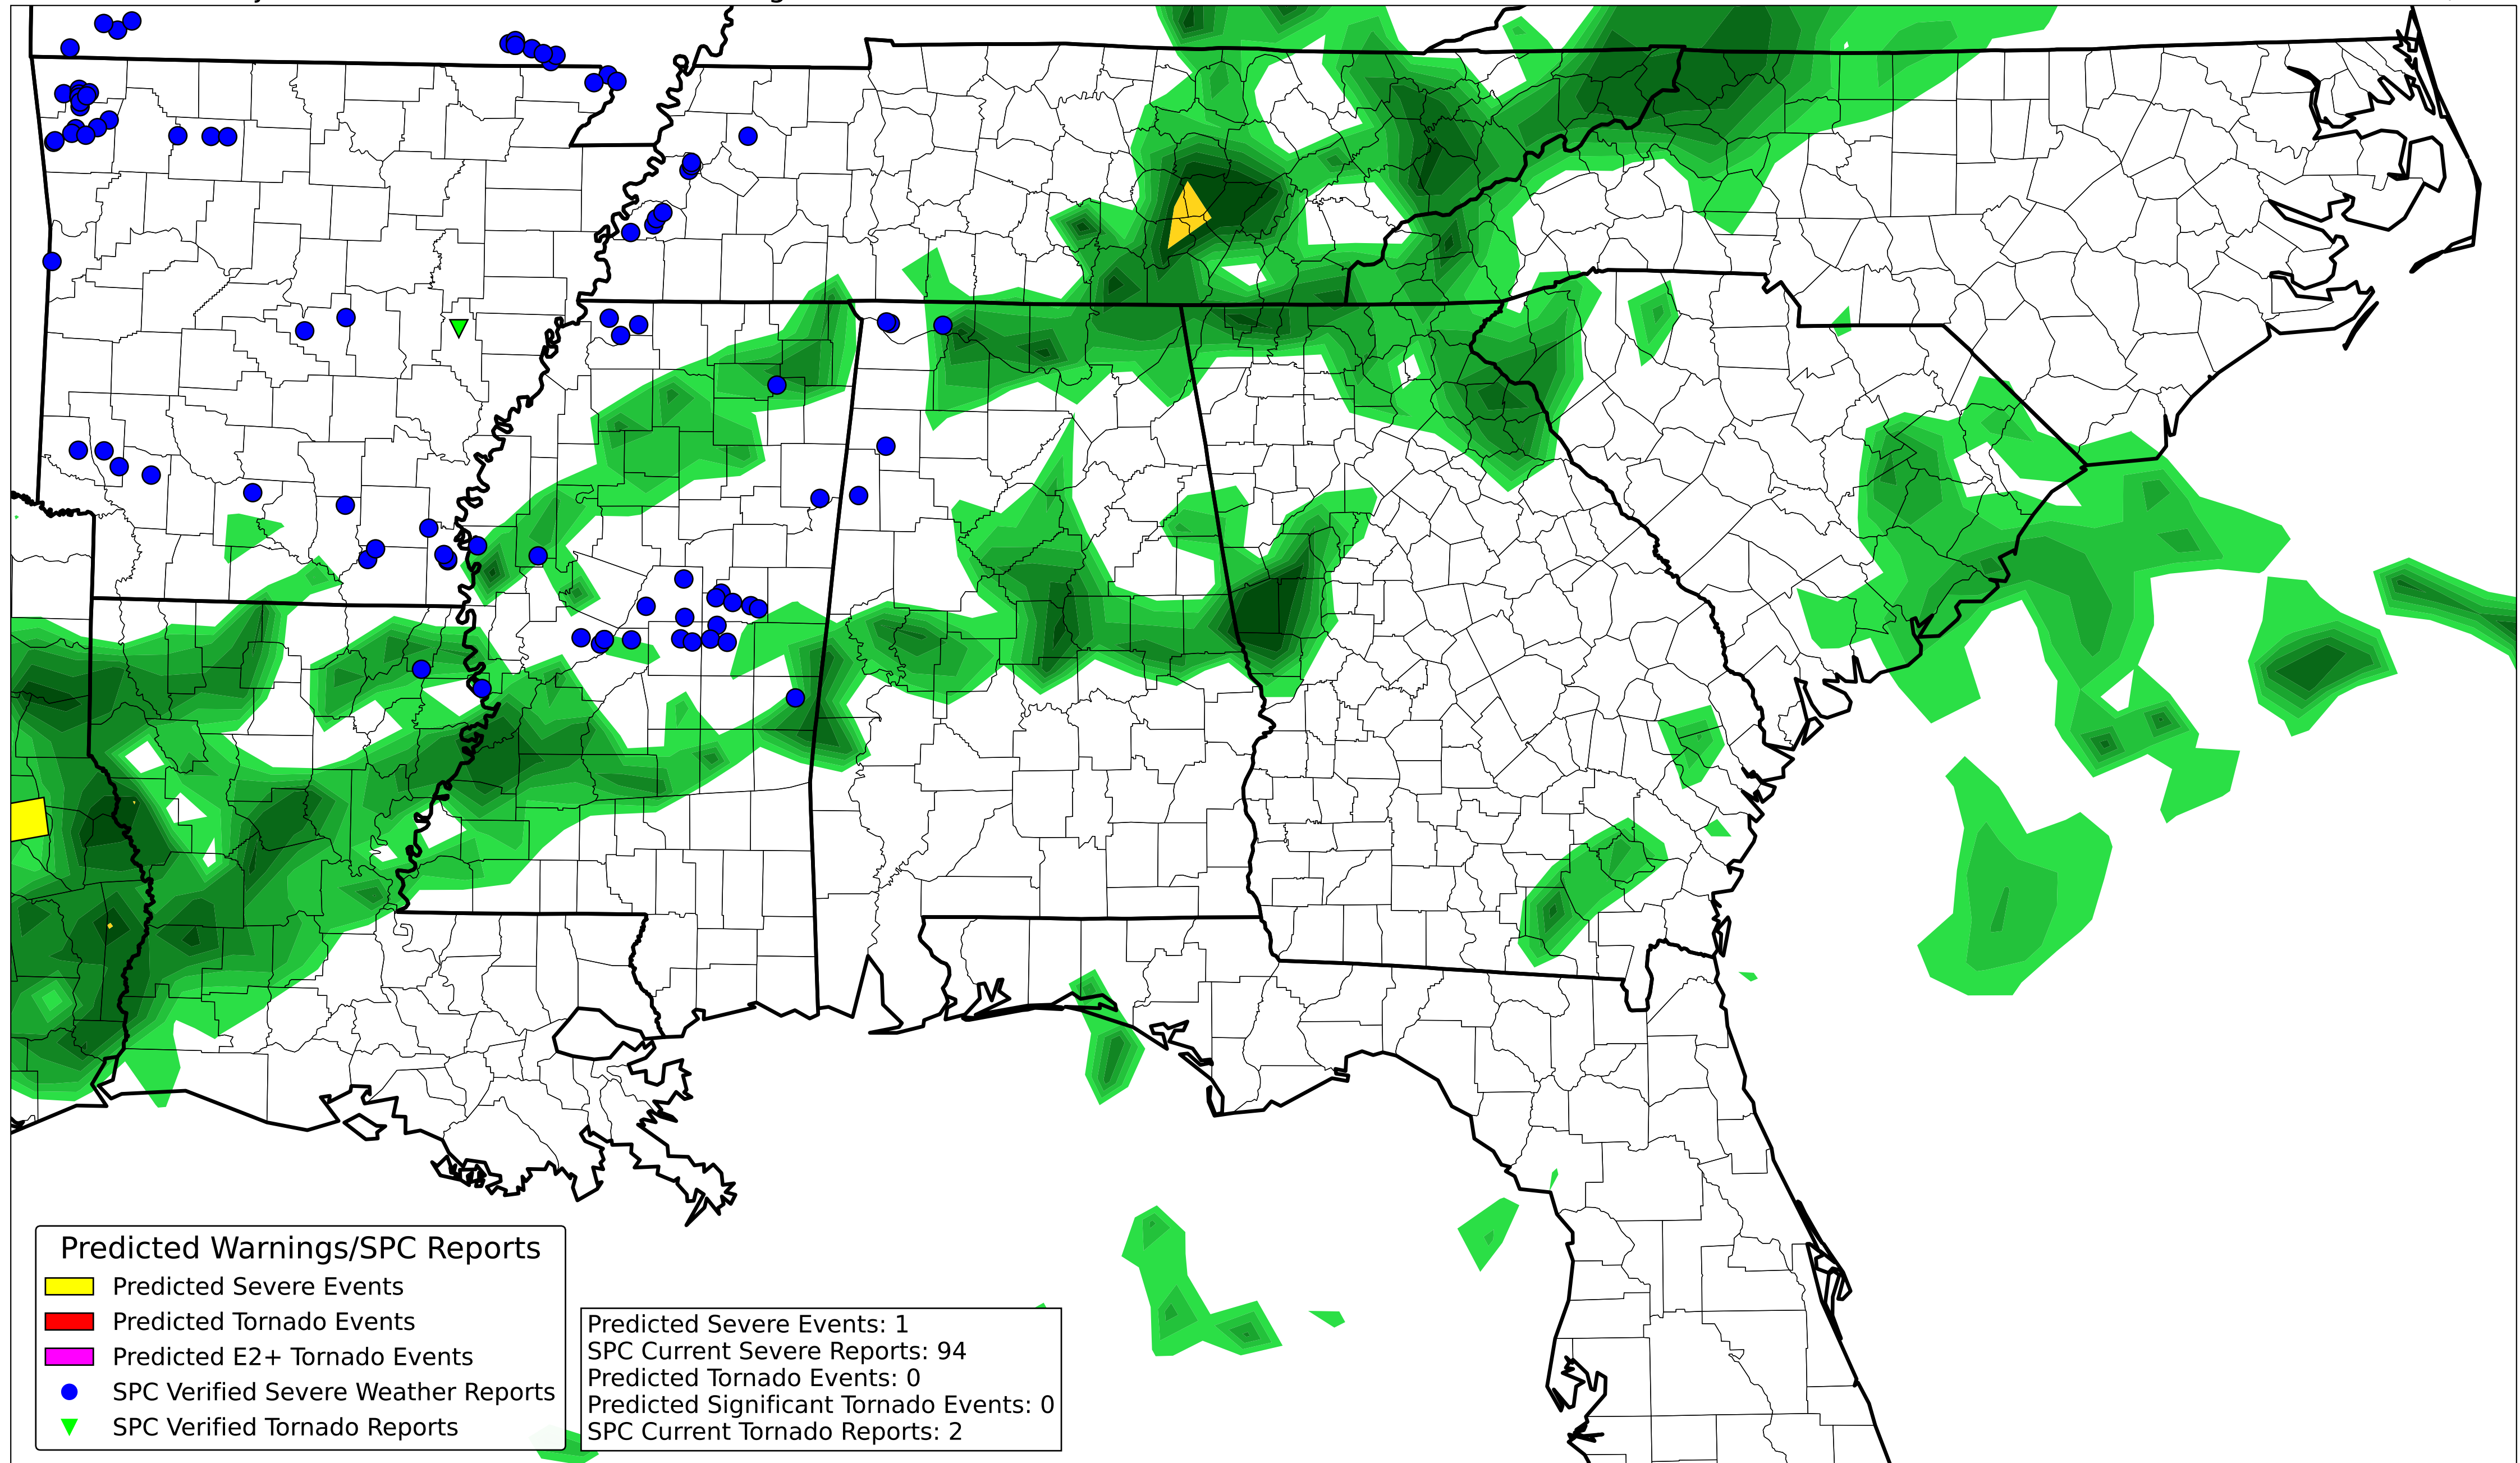 Predicted Warnings/SPC Reports
Predicted Severe Events
Predicted Tornado Events
Predicted E2+ Tornado Events
SPC Verified Severe Weather Reports
SPC Verified Tornado Reports
Predicted Severe Events: 1
SPC Current Severe Reports: 94
Predicted Tornado Events: 0
Predicted Significant Tornado Events: 0
SPC Current Tornado Reports: 2